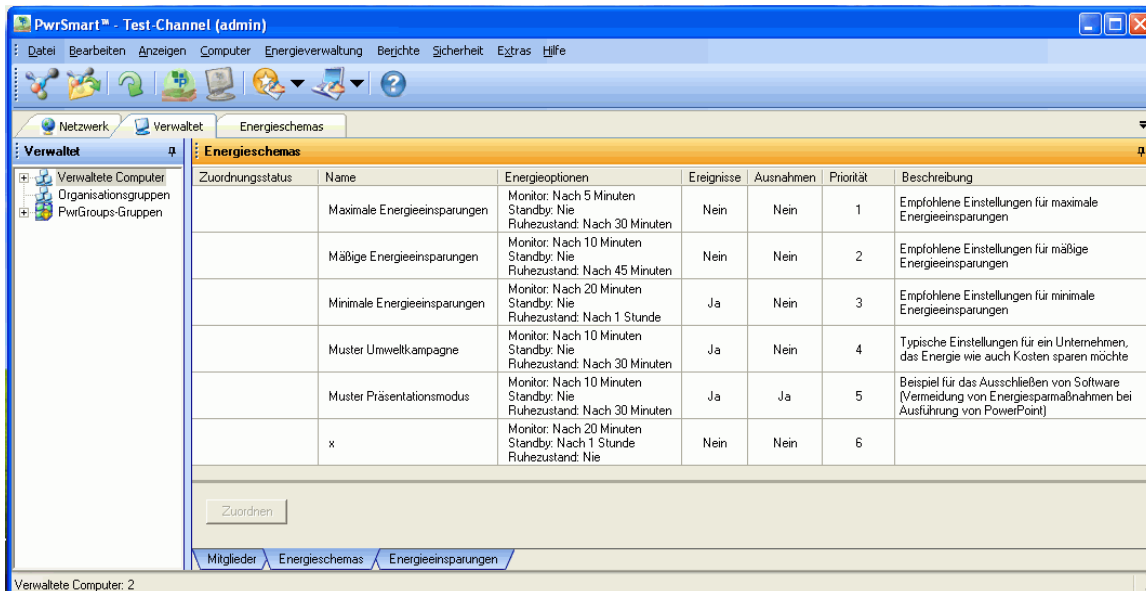 PwrSmart™ - Test-Channel (admin)
Datei Bearbeiten Anzeigen Computer Energieverwaltung Berichte Sicherheit Extras Hilfe
Netzwerk Verwaltet Energieschemas
Verwaltet
Verwaltete Computer
Organisationsgruppen
PwrGroups-Gruppen
Energieschemas
Zuordnungsstatus Name Energieoptionen Ereignisse Ausnahmen Priorität Beschreibung
Maximale Energieeinsparungen
Monitor: Nach 5 Minuten
Standby: Nie
Ruhezustand: Nach 30 Minuten
Nein Nein 1
Empfohlene Einstellungen für maximale
Energieeinsparungen
Mäßige Energieeinsparungen
Monitor: Nach 10 Minuten
Standby: Nie
Ruhezustand: Nach 45 Minuten
Nein Nein 2
Empfohlene Einstellungen für mäßige
Energieeinsparungen
Minimale Energieeinsparungen
Monitor: Nach 20 Minuten
Standby: Nie
Ruhezustand: Nach 1 Stunde
Ja Nein 3
Empfohlene Einstellungen für minimale
Energieeinsparungen
Muster Umweltkampagne
Monitor: Nach 10 Minuten
Standby: Nie
Ruhezustand: Nach 30 Minuten
Ja Nein 4
Typische Einstellungen für ein Unternehmen,
das Energie wie auch Kosten sparen möchte
Muster Präsentationsmodus
Monitor: Nach 10 Minuten
Standby: Nie
Ruhezustand: Nach 30 Minuten
Ja Ja 5
Beispiel für das Ausschließen von Software
(Vermeidung von Energiesparmaßnahmen bei
Ausführung von PowerPoint)
x
Monitor: Nach 20 Minuten
Standby: Nach 1 Stunde
Ruhezustand: Nie
Nein Nein 6
Zuordnen
Mitglieder Energieschemas Energieeinsparungen
Verwaltete Computer: 2